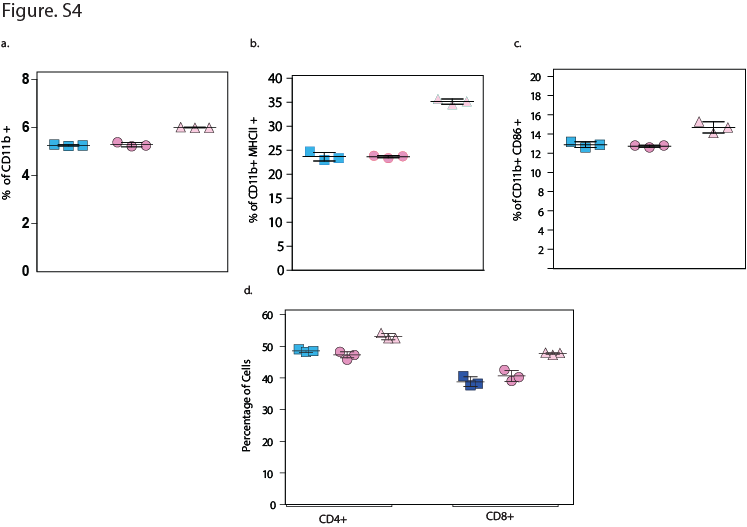 Figure. S4
a.
8
6
4
2
0
% of CD11b +
b.
40
35
30
25
20
15
10
5
0
% of CD11b+ MHCII +
c.
20
18
16
14
12
10
8
6
4
2
% of CD11b+ CD86 +
d.
60
50
40
30
20
10
0
Percentage of Cells
CD4+
CD8+